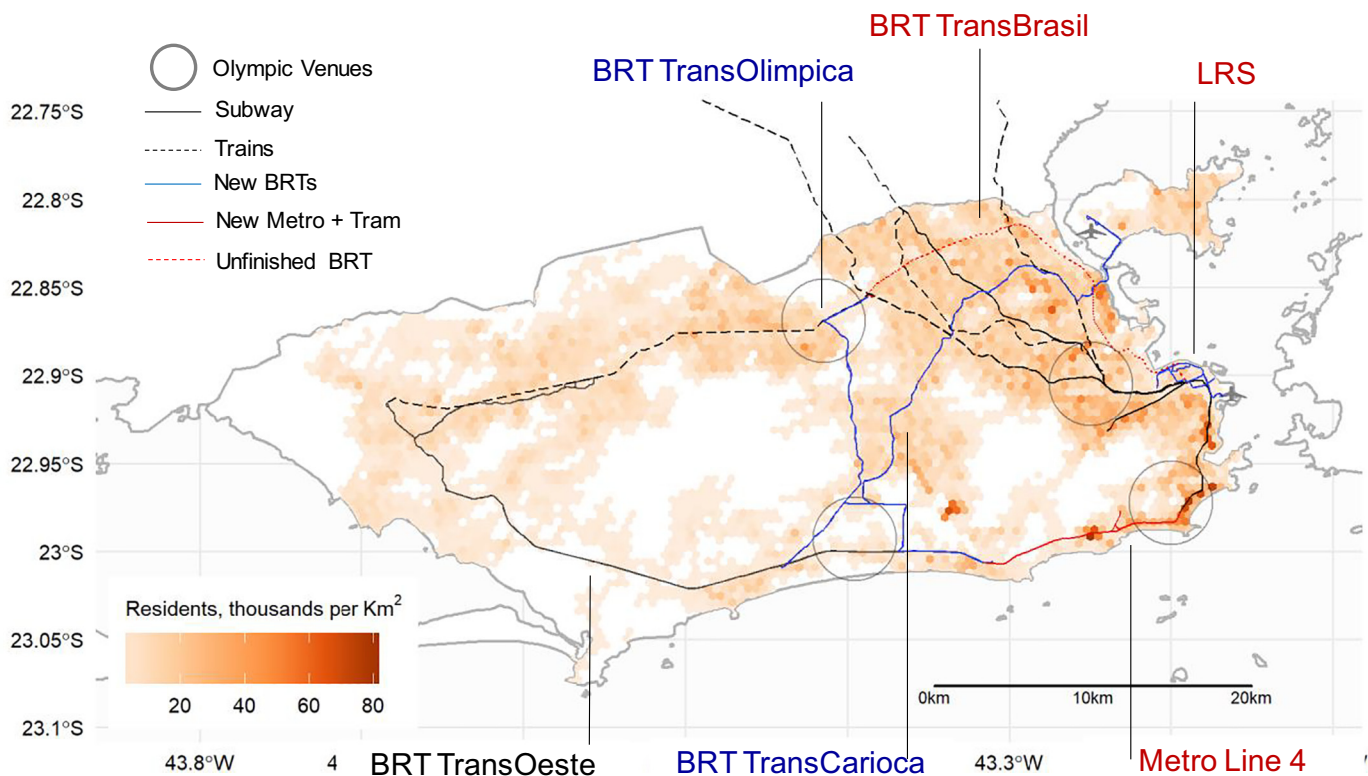 BRT TransBrasil
BRT TransOlimpica
LRS
Olympic Venues
Subway
Trains
New BRTs
New Metro + Tram
Unfinished BRT
22.75°S
22.8°S
22.85°S
22.9°S
22.95°S
23°S
23.05°S
23.1°S
Residents, thousands per Km²
20 40 60 80
0km 10km 20km
43.8°W 4 43.3°W
BRT TransOeste
BRT TransCarioca
Metro Line 4